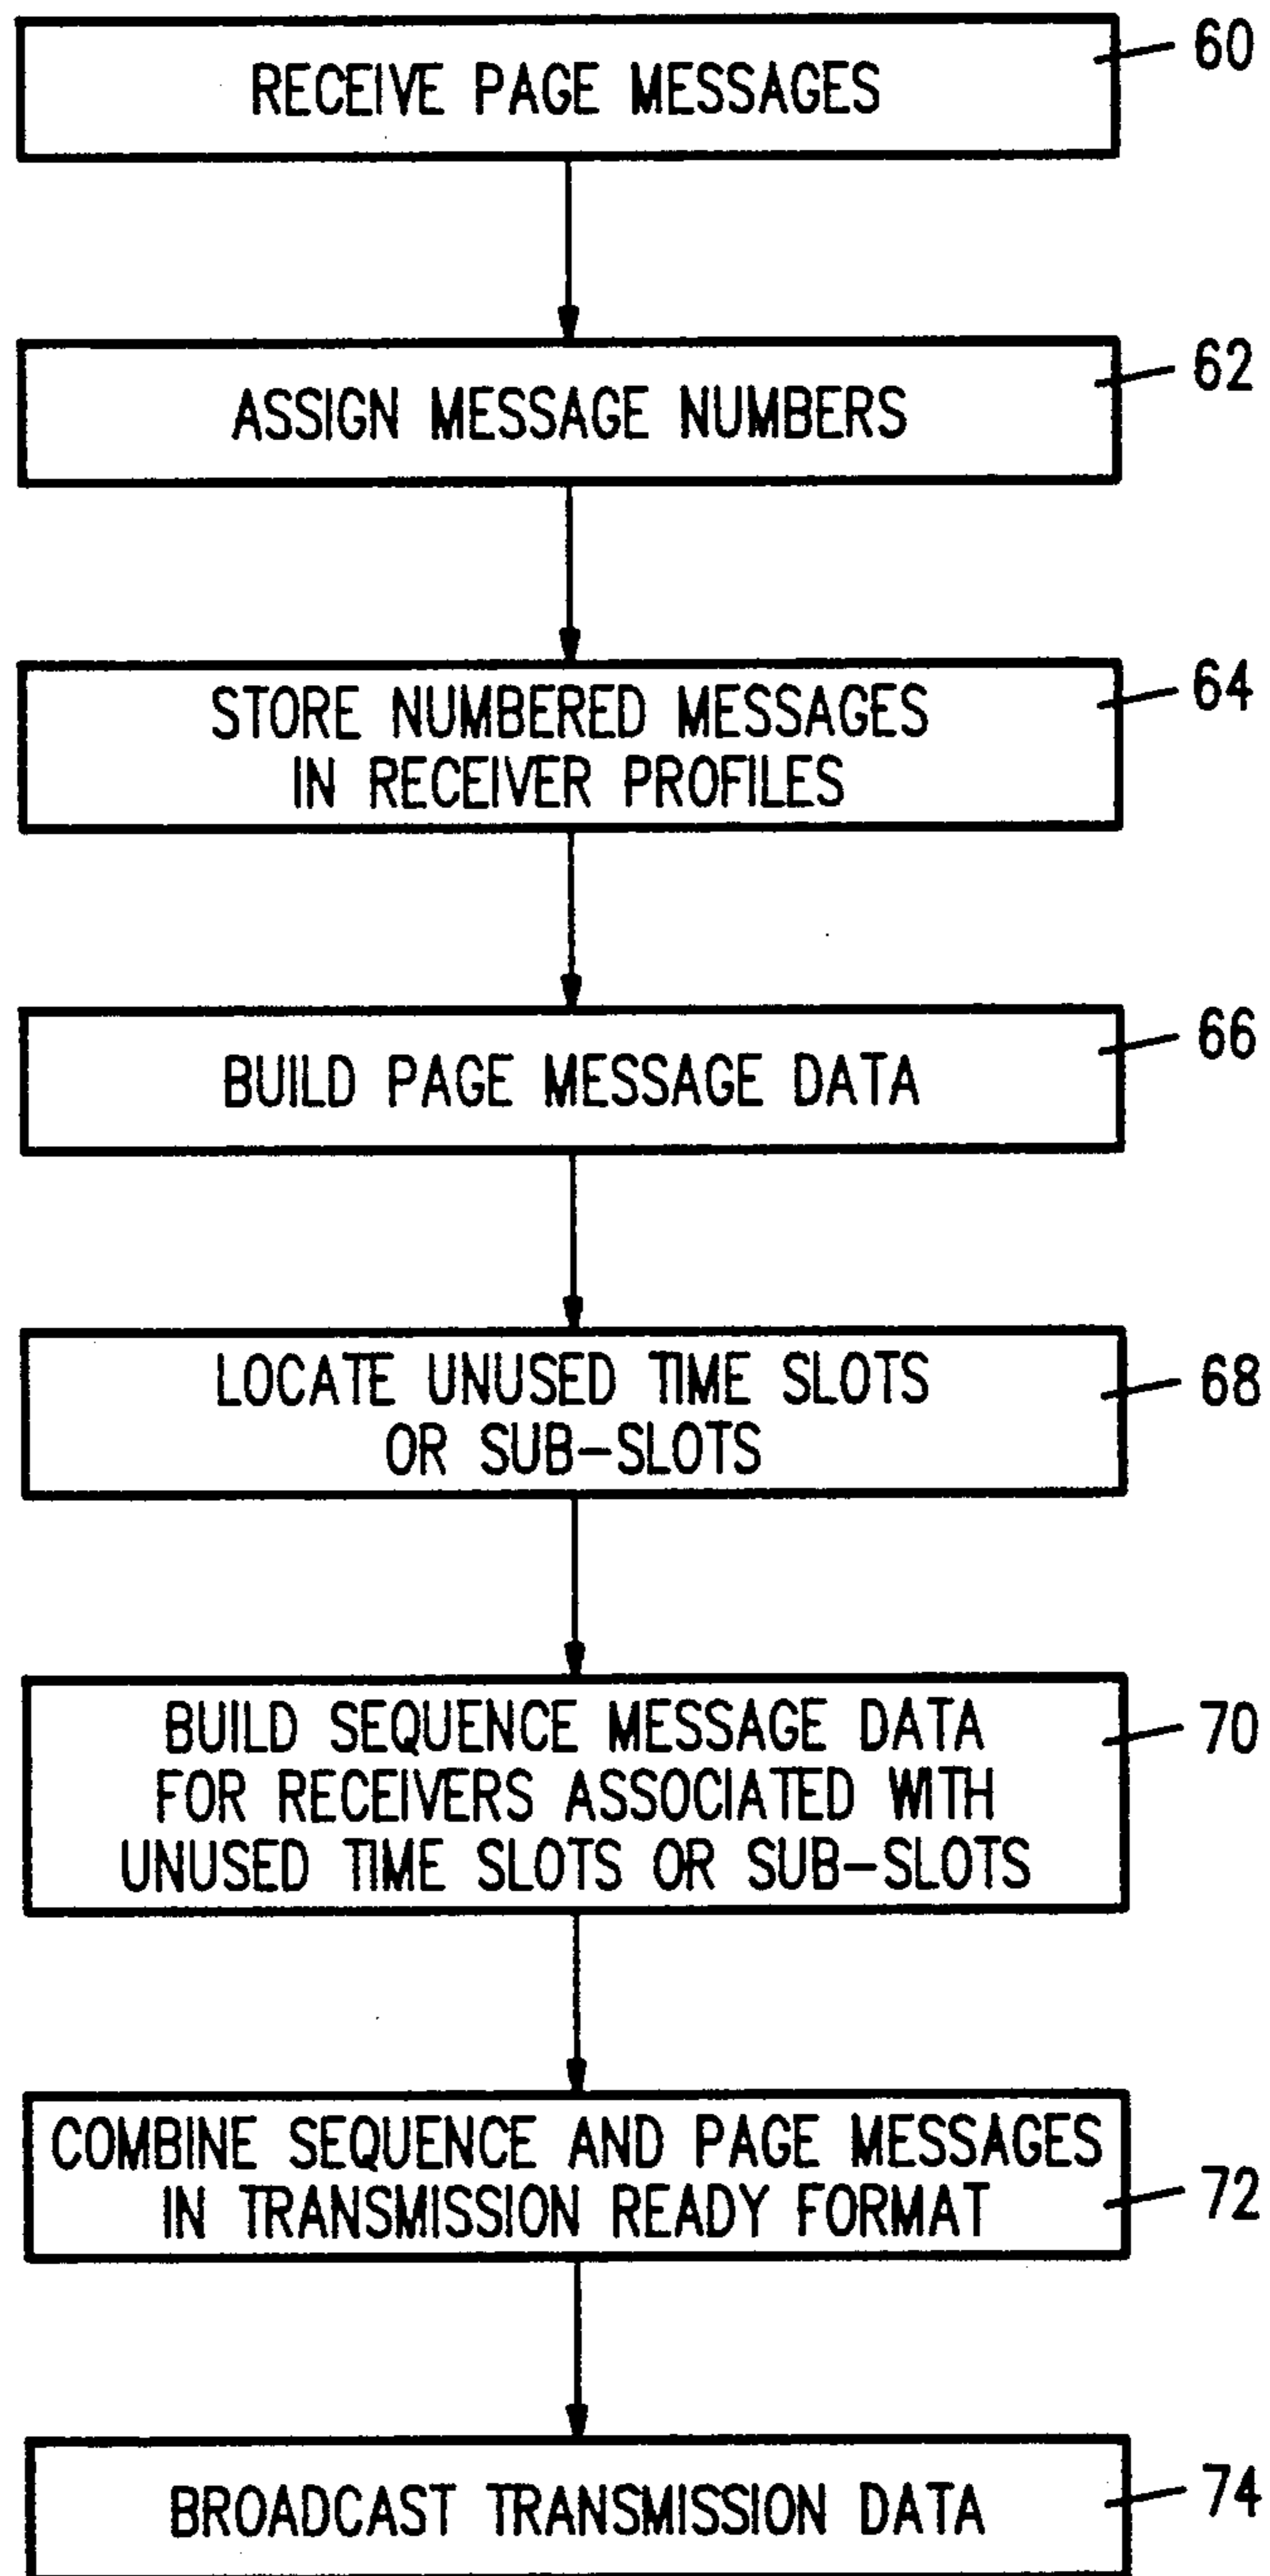 RECEIVE PAGE MESSAGES
60
ASSIGN MESSAGE NUMBERS
62
STORE NUMBERED MESSAGES
IN RECEIVER PROFILES
64
BUILD PAGE MESSAGE DATA
66
LOCATE UNUSED TIME SLOTS
OR SUB-SLOTS
68
BUILD SEQUENCE MESSAGE DATA
FOR RECEIVERS ASSOCIATED WITH
UNUSED TIME SLOTS OR SUB-SLOTS
70
COMBINE SEQUENCE AND PAGE MESSAGES
IN TRANSMISSION READY FORMAT
72
BROADCAST TRANSMISSION DATA
74